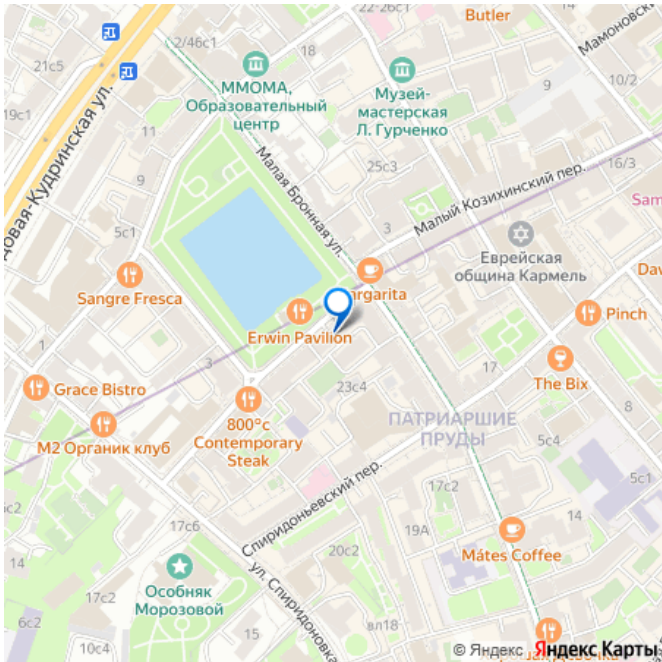 22-26с1
Butler
Мамоновский
2/46с1
18
21с5
ММОМА,
Образовательный
центр
Музей-
мастерская
Л. Гурченко
10/2
14
19с1
11
9
25с3
16/3
Малая Бронная ул.
Малый Козихинский пер.
довая-Кудринская ул.
5с1
3
Еврейская
община Кармель
Sangre Fresca
Pinch
Erwin Pavilion
1
3
17
The Bix
Grace Bistro
23с4
8
800°с
Contemporary
Steak
М2 Органик клуб
ПАТРИАРШИЕ
ПРУДЫ
5с4
5с1
Спиридоньевский пер.
17с2
17с6
19А
14
20с2
Mátes Coffee
Особняк
Морозовой
ул. Спиридоновка
17с2
6с2
10с4
вл18
© Яндекс Яндекс Карты